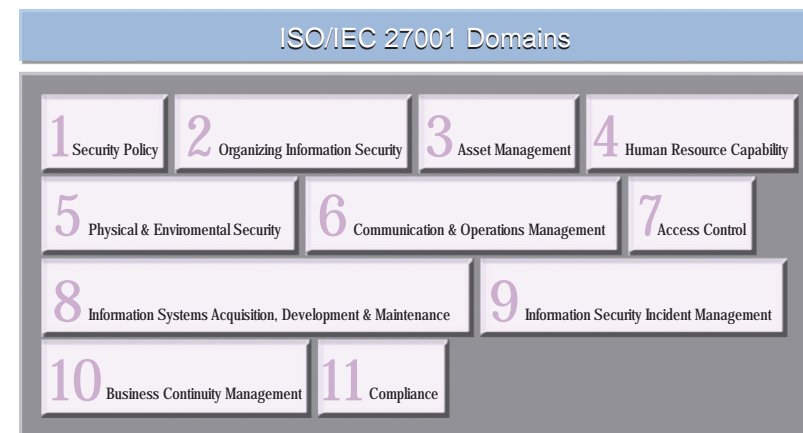 ISO/IEC 27001 Domains
1 Security Policy
2 Organizing Information Security
3 Asset Management
4 Human Resource Capability
5 Physical & Enviromental Security
6 Communication & Operations Management
7 Access Control
8 Information Systems Acquisition, Development & Maintenance
9 Information Security Incident Management
10 Business Continuity Management
11 Compliance